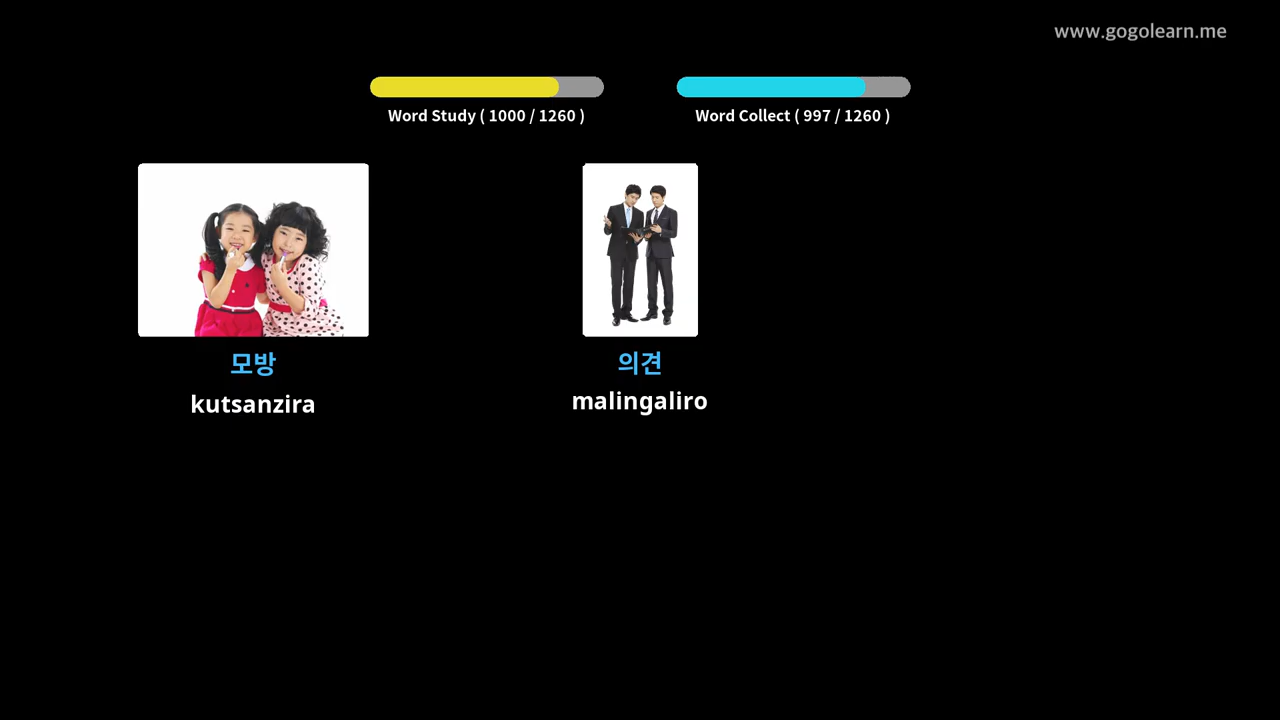 www.gogolearn.me
Word Study ( 1000 / 1260 )
Word Collect ( 997 / 1260 )
모방
kutsanzira
의견
malingaliro